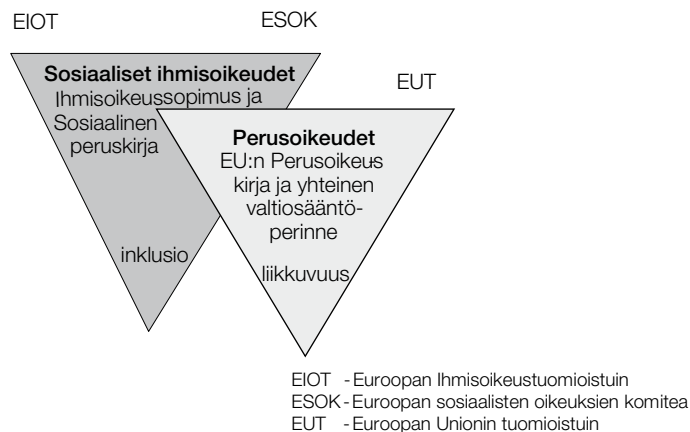 EIOT
ESOK
EUT
Sosiaaliset ihmisoikeudet
Ihmisoikeussopimus ja
Sosiaalinen
peruskirja
inklusio
Perusoikeudet
EU:n Perusoikeus
kirja ja yhteinen
valtiosääntö-
perinne
liikkuvuus
EIOT - Euroopan Ihmisoikeustuomioistuin
ESOK - Euroopan sosiaalisten oikeuksien komitea
EUT - Euroopan Unionin tuomioistuin